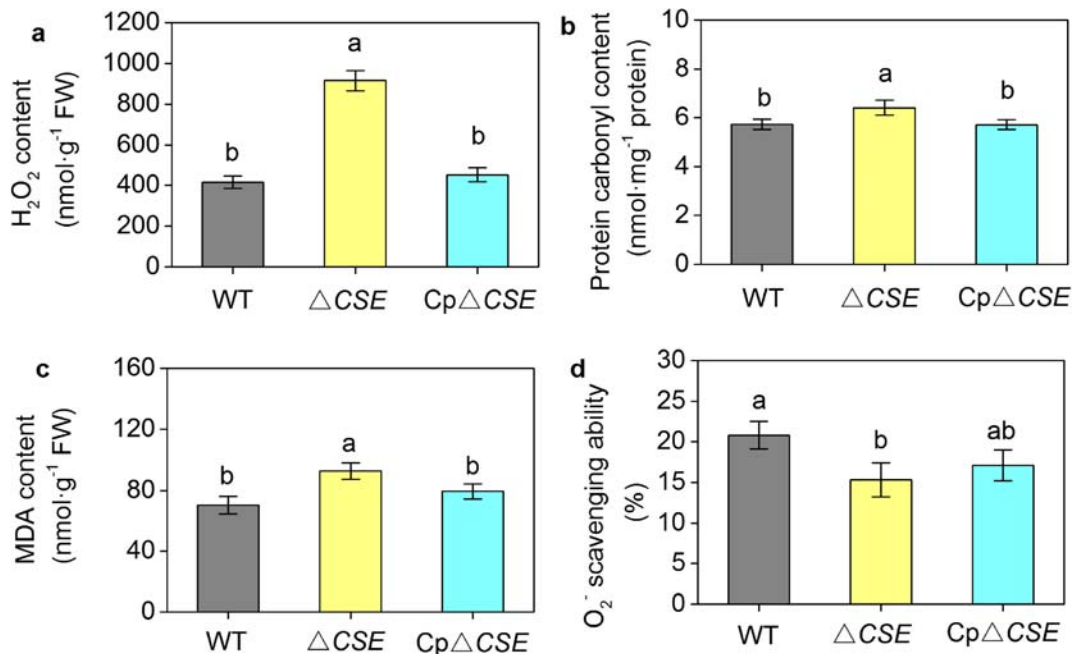 a
H₂O₂ content
(nmol·g⁻¹ FW)
1200
1000
800
600
400
200
0
b
a
b
WT
△CSE
Cp△CSE
b
Protein carbonyl content
(nmol·mg⁻¹ protein)
10
8
6
4
2
0
b
a
b
WT
△CSE
Cp△CSE
c
MDA content
(nmol·g⁻¹ FW)
160
120
80
40
0
b
a
b
WT
△CSE
Cp△CSE
d
O₂⁻ scavenging ability
(%)
30
25
20
15
10
5
0
a
b
ab
WT
△CSE
Cp△CSE